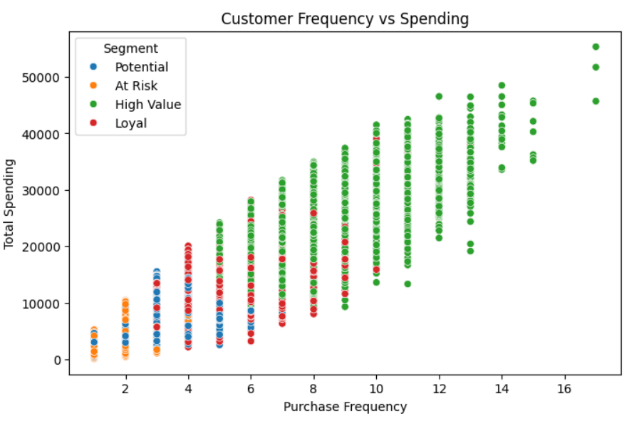 Customer Frequency vs Spending
Segment
Potential
At Risk
High Value
Loyal
50000
40000
30000
20000
10000
0
Total Spending
2 4 6 8 10 12 14 16
Purchase Frequency